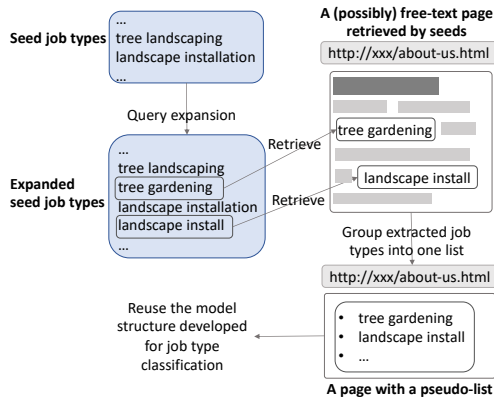 Seed job types
...
tree landscaping
landscape installation
...
Query expansion
Expanded
seed job types
...
tree landscaping
tree gardening
landscape installation
landscape install
...
Retrieve
Retrieve
A (possibly) free-text page
retrieved by seeds
http://xxx/about-us.html
tree gardening
landscape install
Group extracted job
types into one list
http://xxx/about-us.html
• tree gardening
• landscape install
• ...
A page with a pseudo-list
Reuse the model
structure developed
for job type
classification